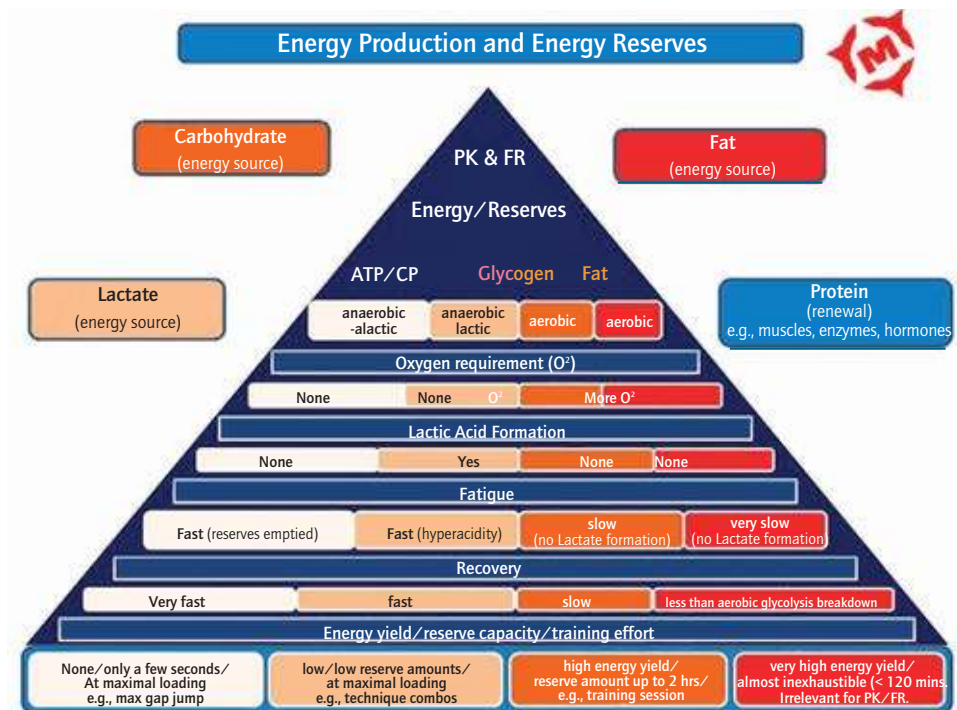 Energy Production and Energy Reserves
M
Carbohydrate
(energy source)
Fat
(energy source)
PK & FR
Energy/Reserves
Lactate
(energy source)
Protein
(renewal)
e.g., muscles, enzymes, hormones
ATP/CP Glycogen Fat
anaerobic
-alactic
anaerobic
lactic
aerobic
aerobic
Oxygen requirement (O²)
None
None O²
More O²
Lactic Acid Formation
None
Yes
None
None
Fatigue
Fast (reserves emptied)
Fast (hyperacidity)
slow
(no Lactate formation)
very slow
(no Lactate formation
Recovery
Very fast
fast
slow
less than aerobic glycolysis breakdown
Energy yield/reserve capacity/training effort
None/only a few seconds/
At maximal loading
e.g., max gap jump
low/low reserve amounts/
at maximal loading
e.g., technique combos
high energy yield/
reserve amount up to 2 hrs/
e.g., training session
very high energy yield/
almost inexhaustible (< 120 mins.
Irrelevant for PK/FR.